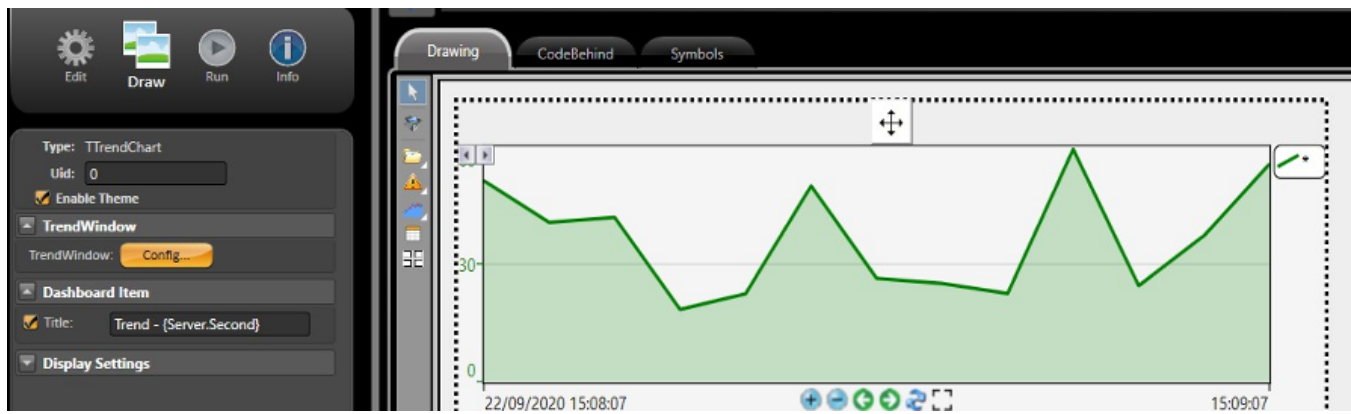 Edit Draw Run Info
Type: TTrendChart
Uid: 0
Enable Theme
TrendWindow
TrendWindow: Config...
Dashboard Item
Title: Trend - {Server.Second}
Display Settings
Drawing CodeBehind Symbols
30
0
22/09/2020 15:08:07 15:09:07